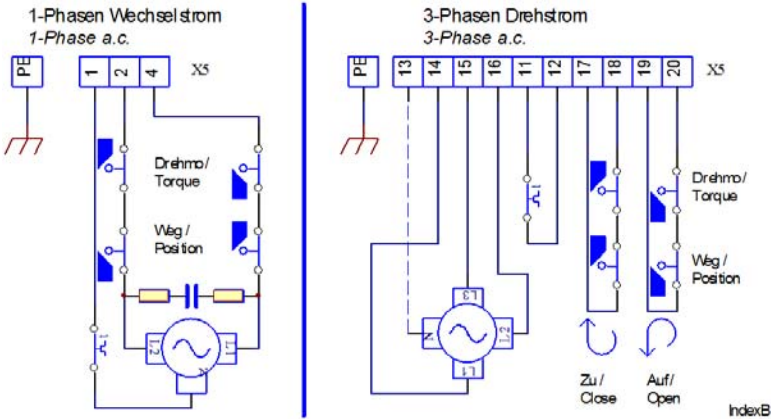 1-Phasen Wechselstrom
1-Phase a.c.
PE
1 2 4
X5
Drehmo/
Torque
Weg /
Position
L2
N
L1
3-Phasen Drehstrom
3-Phase a.c.
PE
13 14 15 16 11 12 17 18 19 20
X5
Drehmo/
Torque
Weg /
Position
L3
N
L2
L1
Zu /
Close
Auf/
Open
IndexB